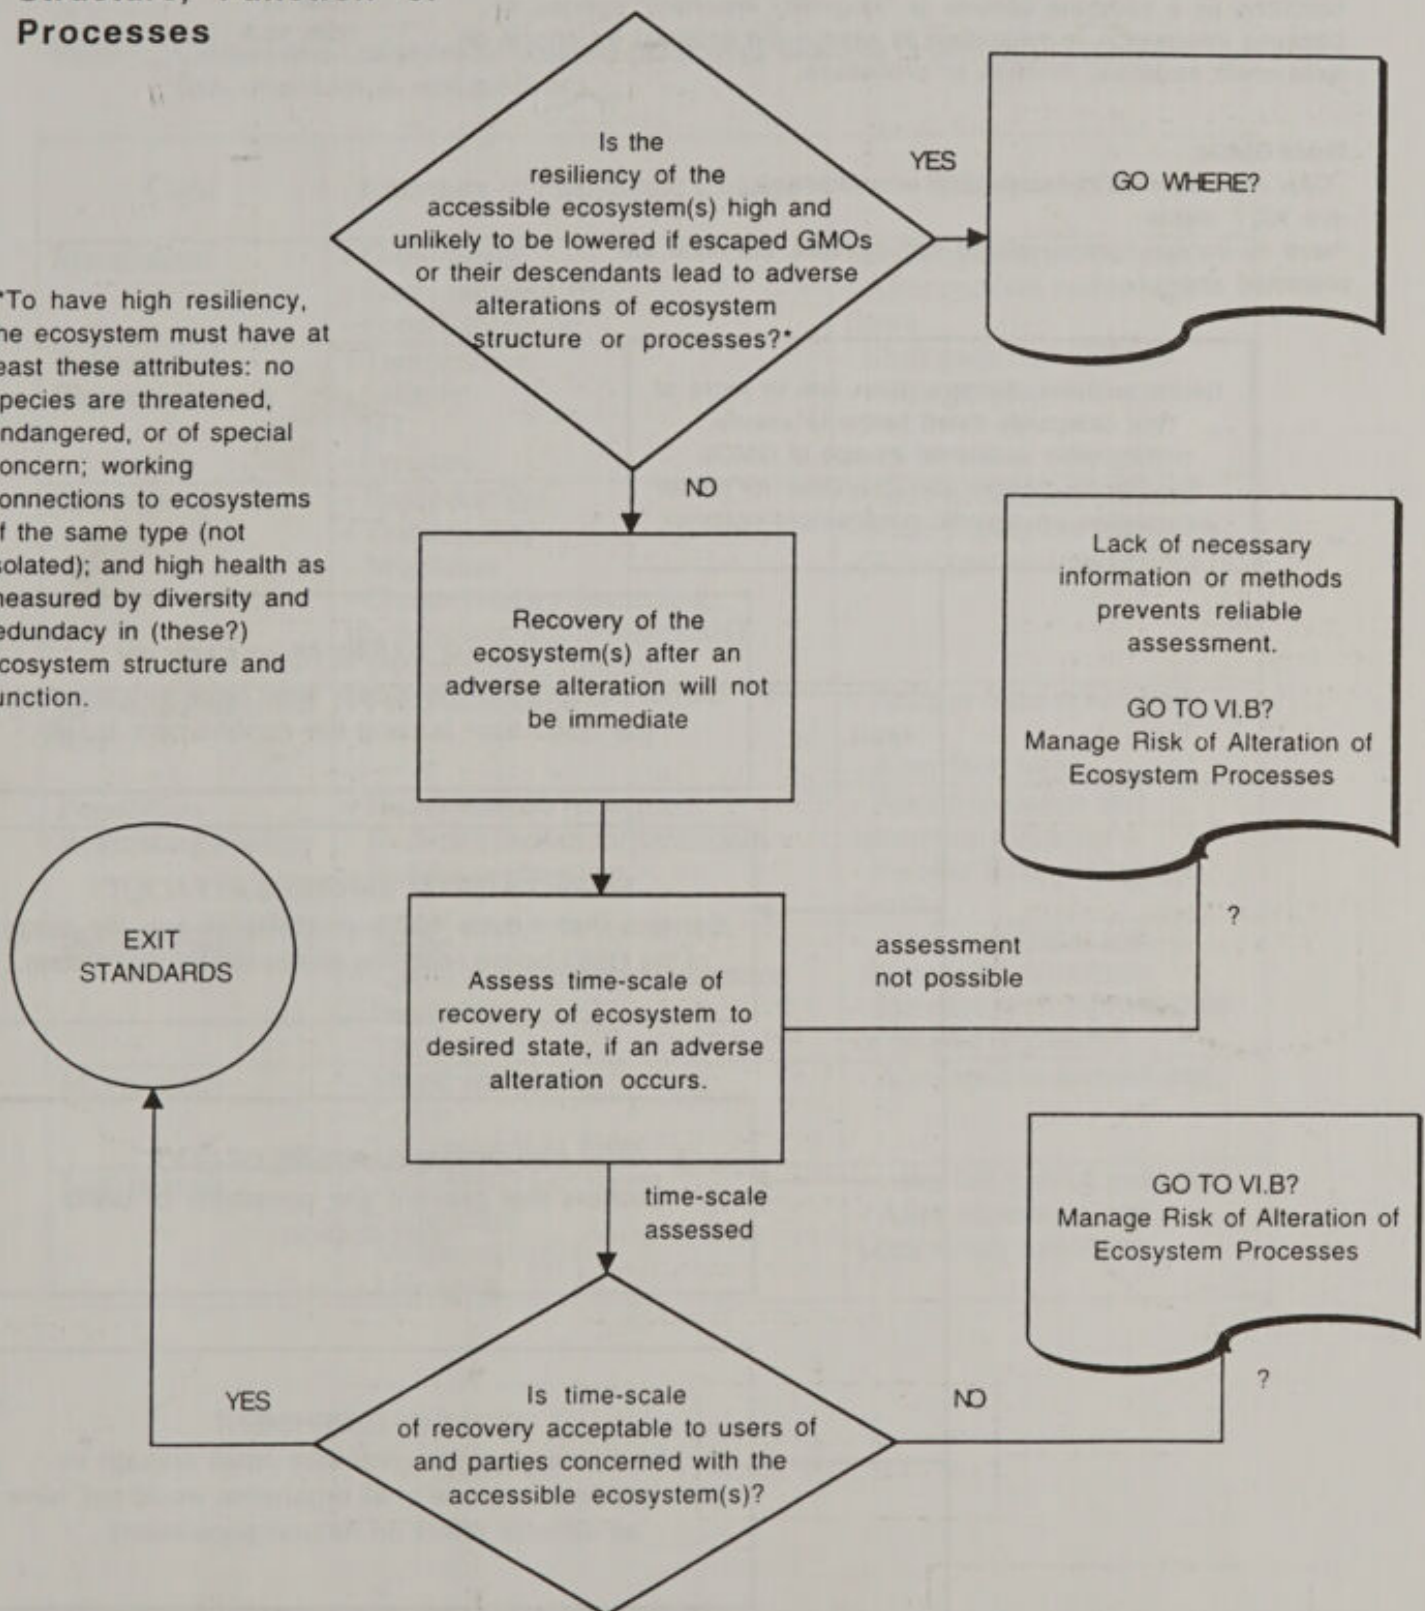 Processes
Is the
resiliency of the
accessible ecosystem(s) high and
unlikely to be lowered if escaped GMOs
or their descendants lead to adverse
alterations of ecosystem
structure or processes?*
YES
GO WHERE?
*To have high resiliency,
he ecosystem must have at
east these attributes: no
pecies are threatened,
ndangered, or of special
oncern; working
onnections to ecosystems
f the same type (not
solated); and high health as
neasured by diversity and
edundacy in (these?)
cosystem structure and
unction.
NO
Recovery of the
ecosystem(s) after an
adverse alteration will not
be immediate
Lack of necessary
information or methods
prevents reliable
assessment.
GO TO VI.B?
Manage Risk of Alteration of
Ecosystem Processes
EXIT
STANDARDS
Assess time-scale of
recovery of ecosystem to
desired state, if an adverse
alteration occurs.
assessment
not possible
?
time-scale
assessed
GO TO VI.B?
Manage Risk of Alteration of
Ecosystem Processes
YES
Is time-scale
of recovery acceptable to users of
and parties concerned with the
accessible ecosystem(s)?
NO
?